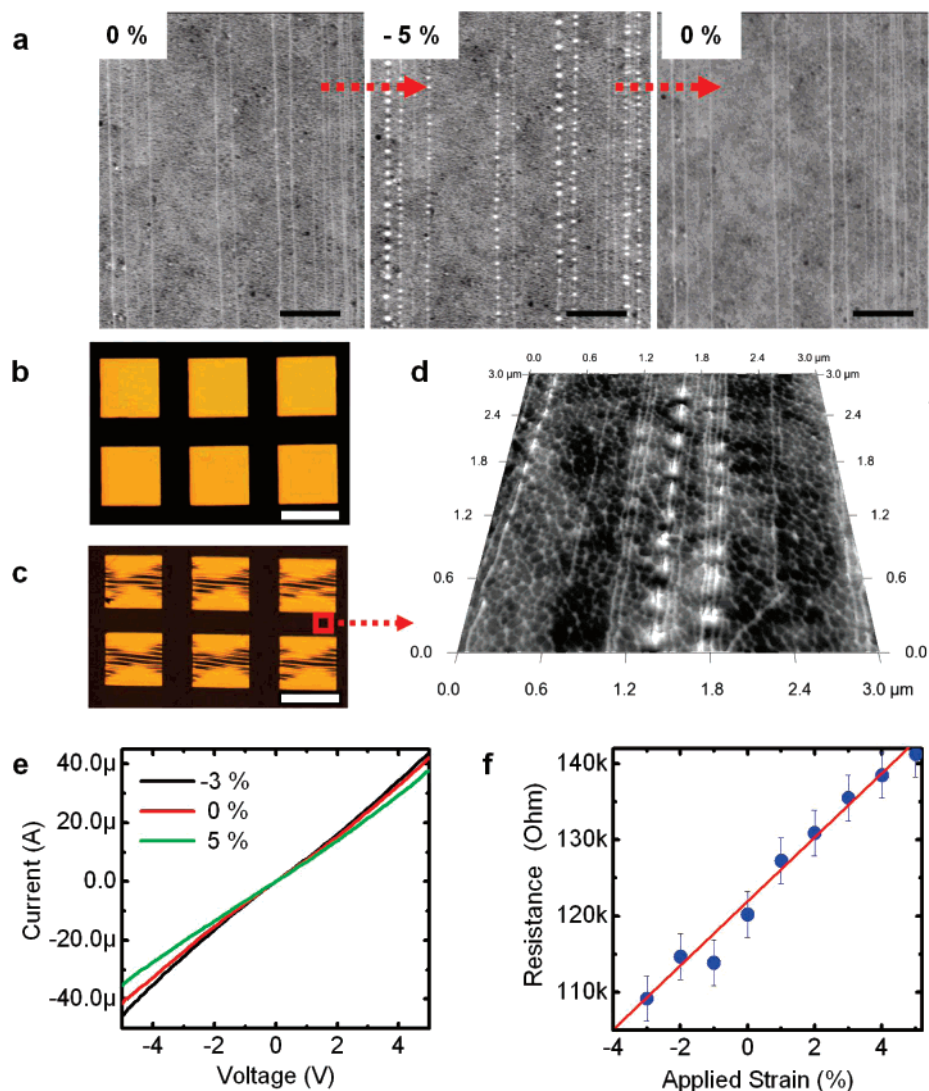 a
0 %
- 5 %
0 %
b
d
0.0 0.6 1.2 1.8 2.4 3.0 µm
3.0 µm 3.0 µm
2.4 2.4
1.8 1.8
1.2 1.2
0.6 0.6
0.0 0.0
0.0 0.6 1.2 1.8 2.4 3.0 µm
c
e
40.0µ
20.0µ
0.0
-20.0µ
-40.0µ
Current (A)
-3 %
0 %
5 %
-4 -2 0 2 4
Voltage (V)
f
140k
130k
120k
110k
Resistance (Ohm)
-4 -2 0 2 4
Applied Strain (%)